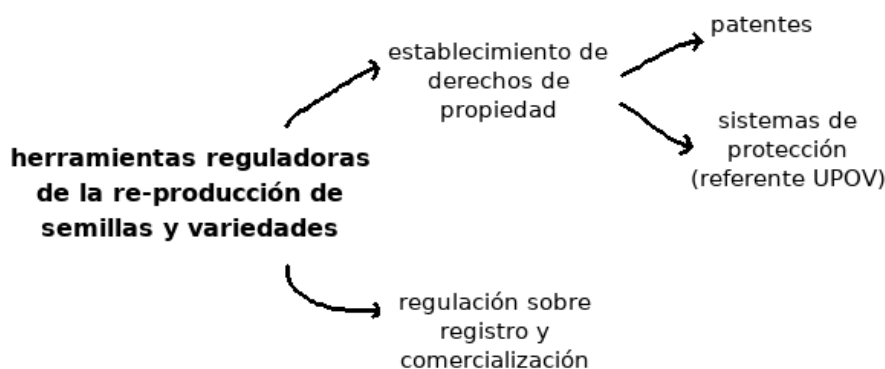 herramientas reguladoras
de la re-producción de
semillas y variedades
establecimiento de
derechos de
propiedad
patentes
sistemas de
protección
(referente UPOV)
regulación sobre
registro y
comercialización